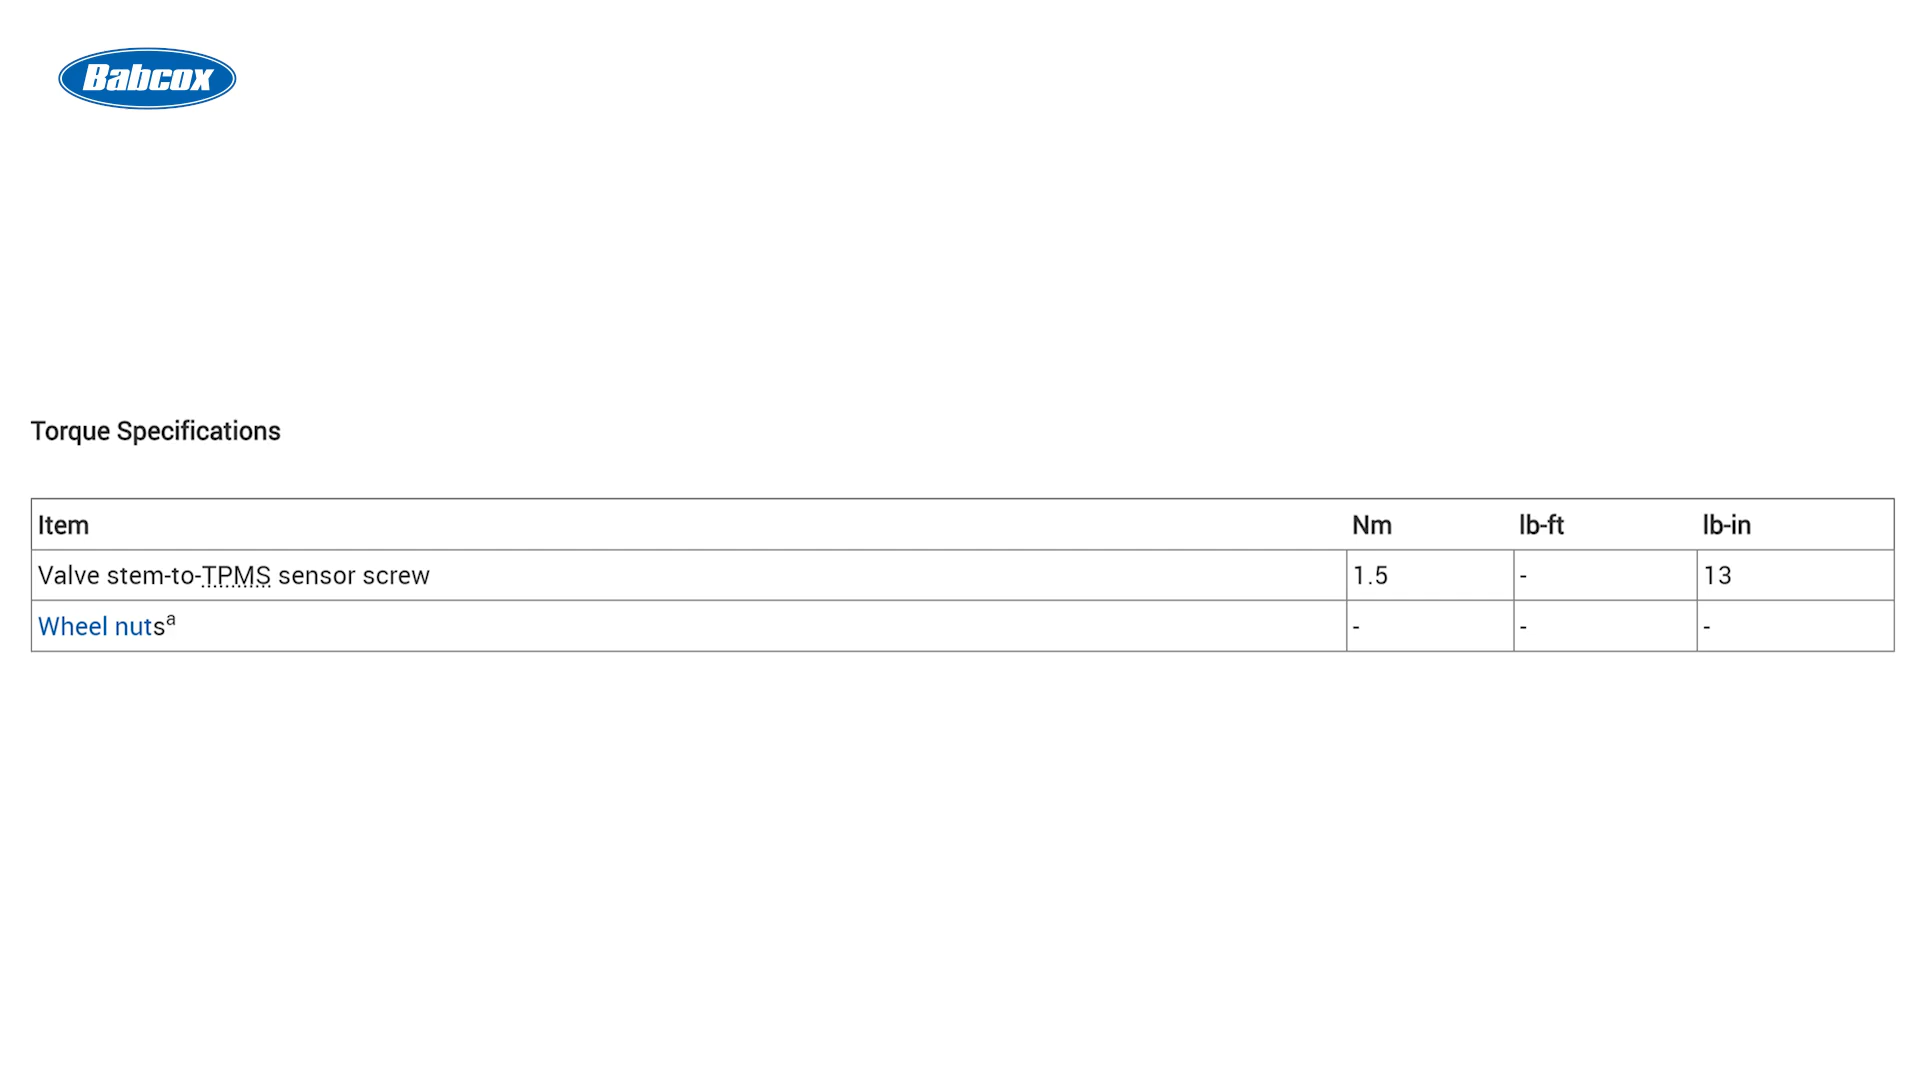 Babcox
Torque Specifications
Item Nm lb-ft lb-in
Valve stem-to-TPMS sensor screw 1.5 - 13
Wheel nutsᵃ - - -